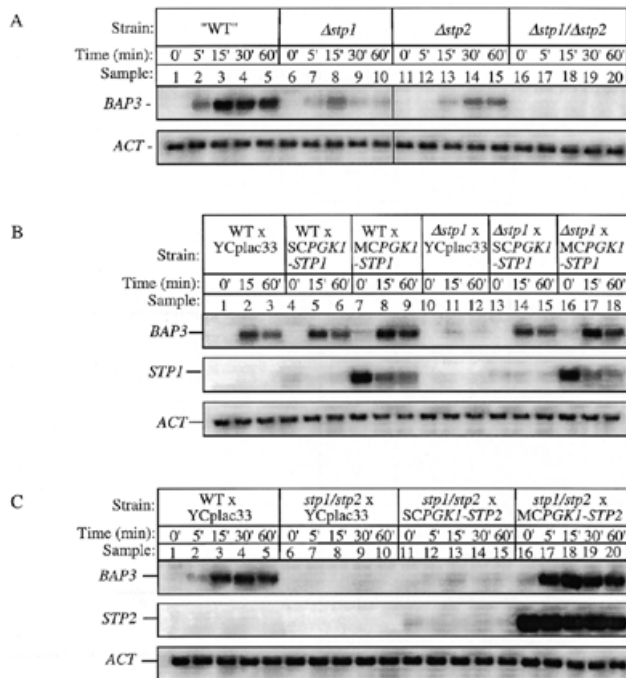 A
Strain: "WT" Δstp1 Δstp2 Δstp1/Δstp2
Time (min): 0' 5' 15' 30' 60' 0' 5' 15' 30' 60' 0' 5' 15' 30' 60' 0' 5' 15' 30' 60'
Sample: 1 2 3 4 5 6 7 8 9 10 11 12 13 14 15 16 17 18 19 20
BAP3 -
ACT -
B
WT x WT x WT x Δstp1 x Δstp1 x Δstp1 x
YCplac33 SCPGK1 MCPGK1 YCplac33 SCPGK1 MCPGK1
Strain: -STP1 -STP1 -STP1 -STP1
Time (min): 0' 15 60' 0' 15' 60' 0' 15' 60' 0' 15' 60' 0' 15' 60' 0' 15' 60'
Sample: 1 2 3 4 5 6 7 8 9 10 11 12 13 14 15 16 17 18
BAP3
STP1
ACT
C
Strain: WT x stp1/stp2 x stp1/stp2 x stp1/stp2 x
YCplac33 YCplac33 SCPGK1-STP2 MCPGK1-STP2
Time (min): 0' 5' 15' 30' 60' 0' 5' 15' 30' 60' 0' 5' 15' 30' 60' 0' 5' 15' 30' 60'
Sample: 1 2 3 4 5 6 7 8 9 10 11 12 13 14 15 16 17 18 19 20
BAP3
STP2
ACT